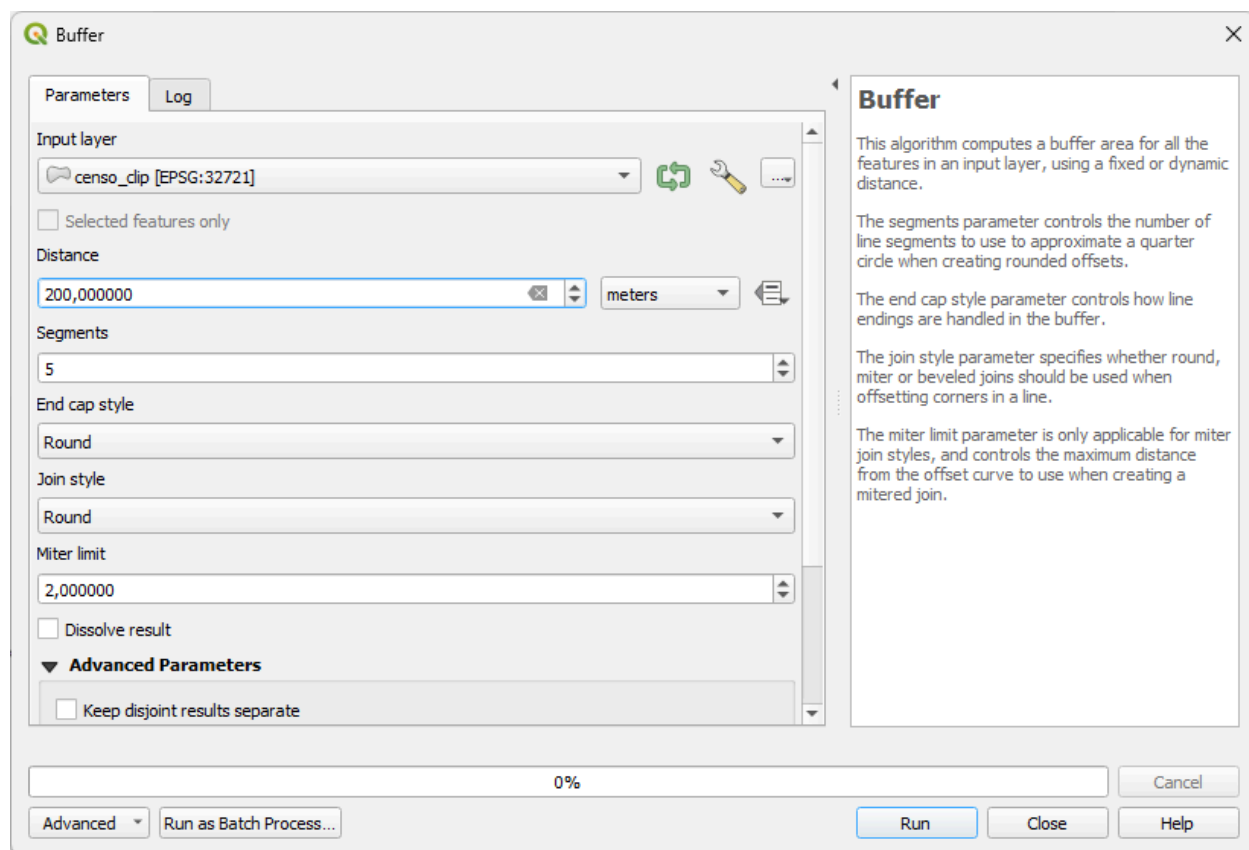 Buffer
Parameters
Log
Input layer
censo_clip [EPSG:32721]
...
Selected features only
Distance
200,000000
meters
Segments
5
End cap style
Round
Join style
Round
Miter limit
2,000000
Dissolve result
Advanced Parameters
Keep disjoint results separate
Buffer
This algorithm computes a buffer area for all the
features in an input layer, using a fixed or dynamic
distance.
The segments parameter controls the number of
line segments to use to approximate a quarter
circle when creating rounded offsets.
The end cap style parameter controls how line
endings are handled in the buffer.
The join style parameter specifies whether round,
miter or beveled joins should be used when
offsetting corners in a line.
The miter limit parameter is only applicable for miter
join styles, and controls the maximum distance
from the offset curve to use when creating a
mitered join.
0%
Cancel
Advanced
Run as Batch Process...
Run
Close
Help